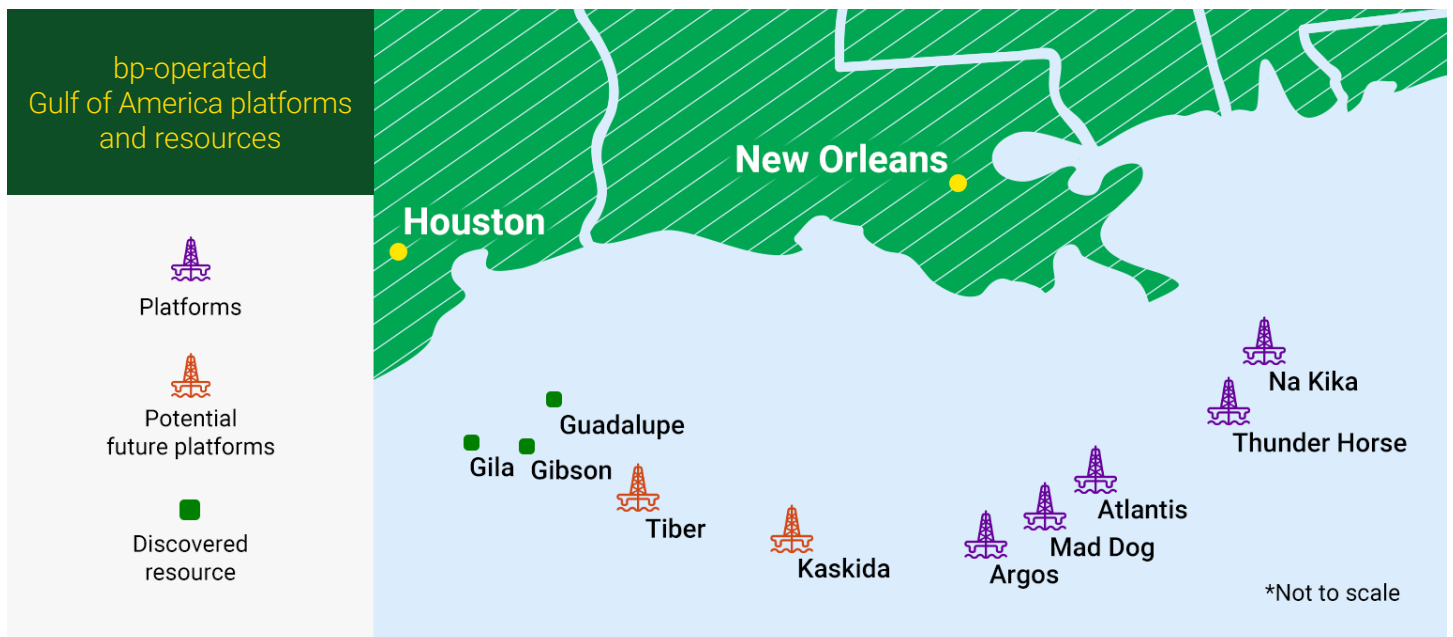 bp-operated
Gulf of America platforms
and resources
Platforms
Potential
future platforms
Discovered
resource
New Orleans
Houston
Na Kika
Guadalupe
Thunder Horse
Gila
Gibson
Atlantis
Tiber
Mad Dog
Kaskida
Argos
*Not to scale